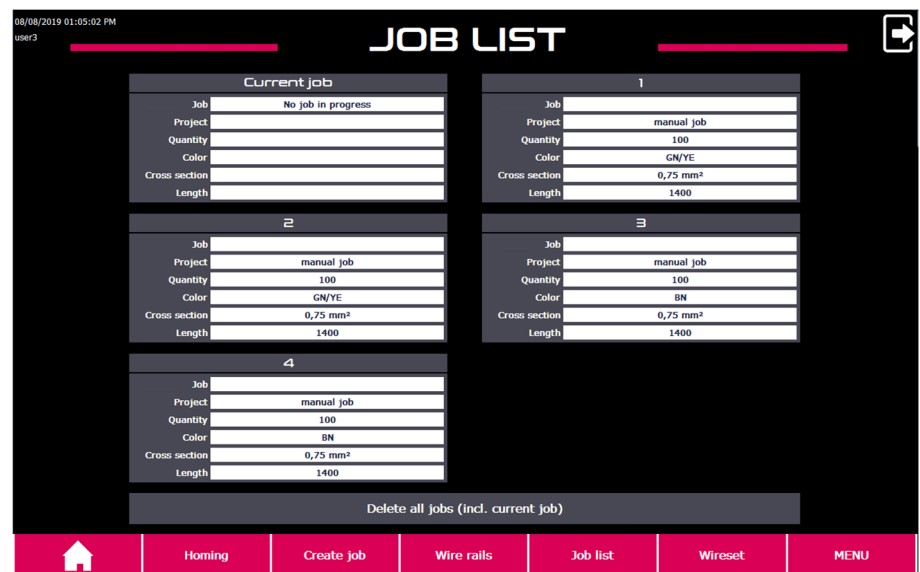 08/08/2019 01:05:02 PM
user3
JOB LIST
Current job
Job No job in progress
Project
Quantity
Color
Cross section
Length
1
Job
Project manual job
Quantity 100
Color GN/YE
Cross section 0,75 mm²
Length 1400
2
Job
Project manual job
Quantity 100
Color GN/YE
Cross section 0,75 mm²
Length 1400
3
Job
Project manual job
Quantity 100
Color BN
Cross section 0,75 mm²
Length 1400
4
Job
Project manual job
Quantity 100
Color BN
Cross section 0,75 mm²
Length 1400
Delete all jobs (incl. current job)
Homing Create job Wire rails Job list Wireset MENU